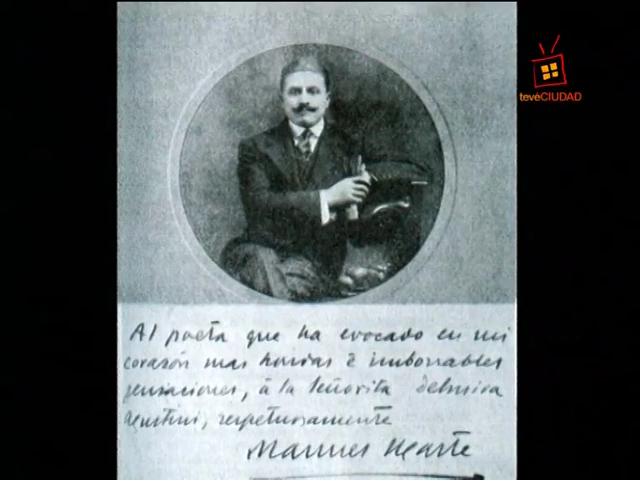 tevéCIUDAD
Al poeta que ha evocado en mi
corazón mas hondas é imborrables
sensaciones, á la señorita Delmira
Agustini, respetuosamente
Manuel Ugarte